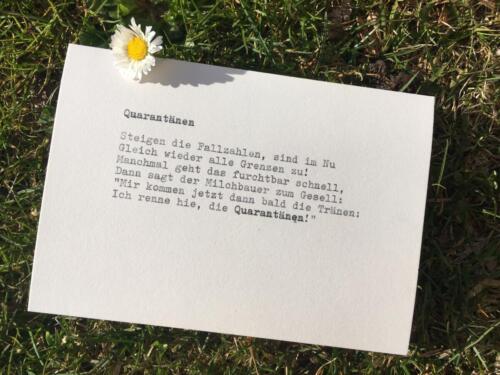 Quarantänen
Steigen die Fallzahlen, sind im Nu
Gleich wieder alle Grenzen zu!
Manchmal geht das furchtbar schnell,
Dann sagt der Milchbauer zum Gesell:
"Mir kommen jetzt dann bald die Tränen:
Ich renne hie, die Quarantänen!"